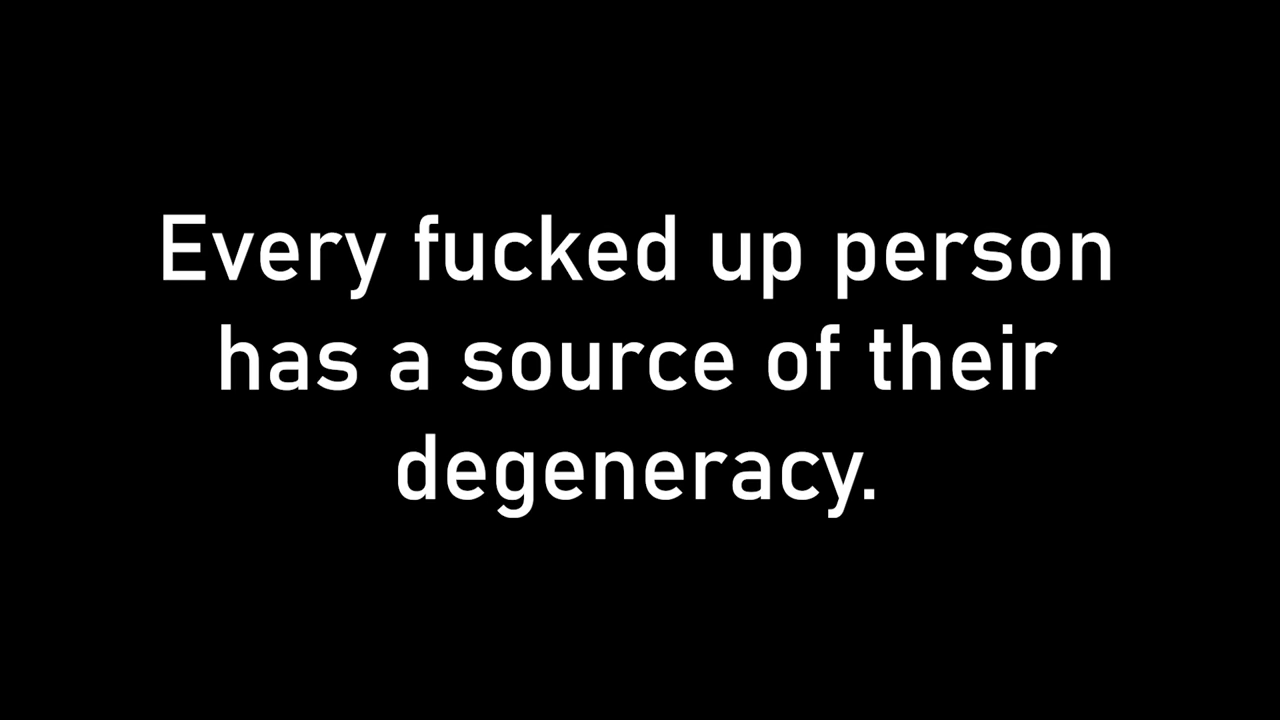 Every fucked up person
has a source of their
degeneracy.